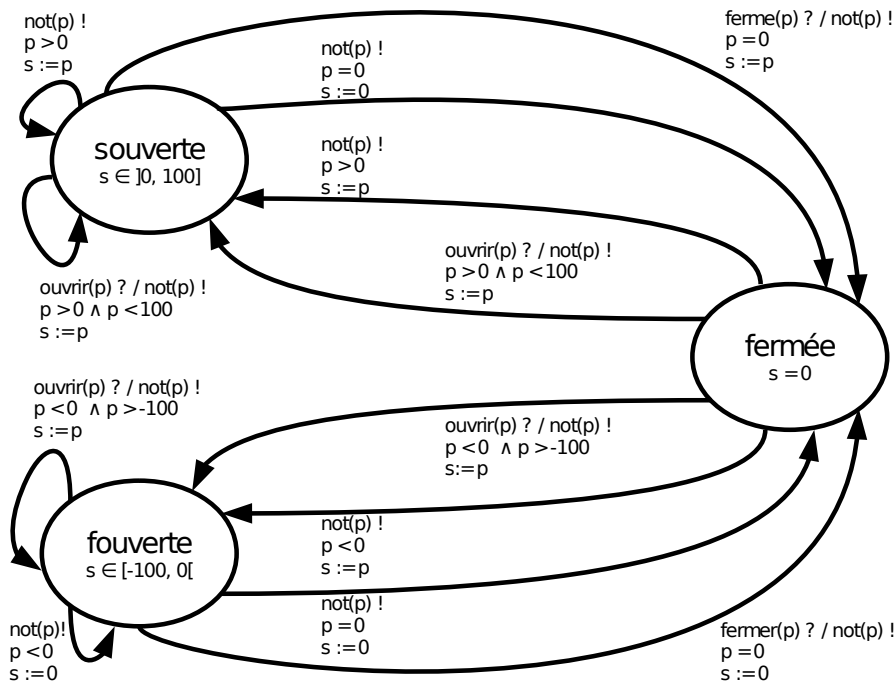 not(p) !
p > 0
s := p
ferme(p) ? / not(p) !
p = 0
s := p
not(p) !
p = 0
s := 0
souverte
s ∈ ]0, 100]
not(p) !
p > 0
s := p
ouvrir(p) ? / not(p) !
p > 0 ∧ p < 100
s := p
ouvrir(p) ? / not(p) !
p > 0 ∧ p < 100
s := p
fermée
s = 0
ouvrir(p) ? / not(p) !
p < 0 ∧ p > -100
s := p
ouvrir(p) ? / not(p) !
p < 0 ∧ p > -100
s:= p
fouverte
s ∈ [-100, 0[
not(p) !
p < 0
s := p
not(p) !
p = 0
s := 0
not(p)!
p < 0
s := 0
fermer(p) ? / not(p) !
p = 0
s := 0